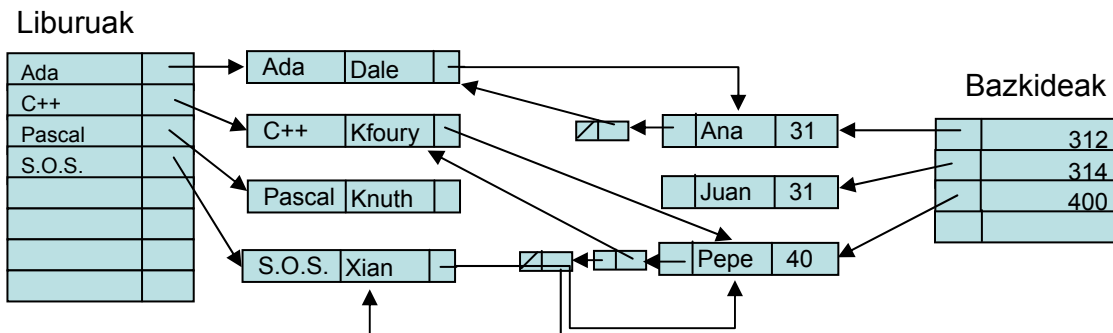 Liburuak
Ada
C++
Pascal
S.O.S.
Ada Dale
C++ Kfoury
Pascal Knuth
S.O.S. Xian
Ana 31
Juan 31
Pepe 40
Bazkideak
312
314
400